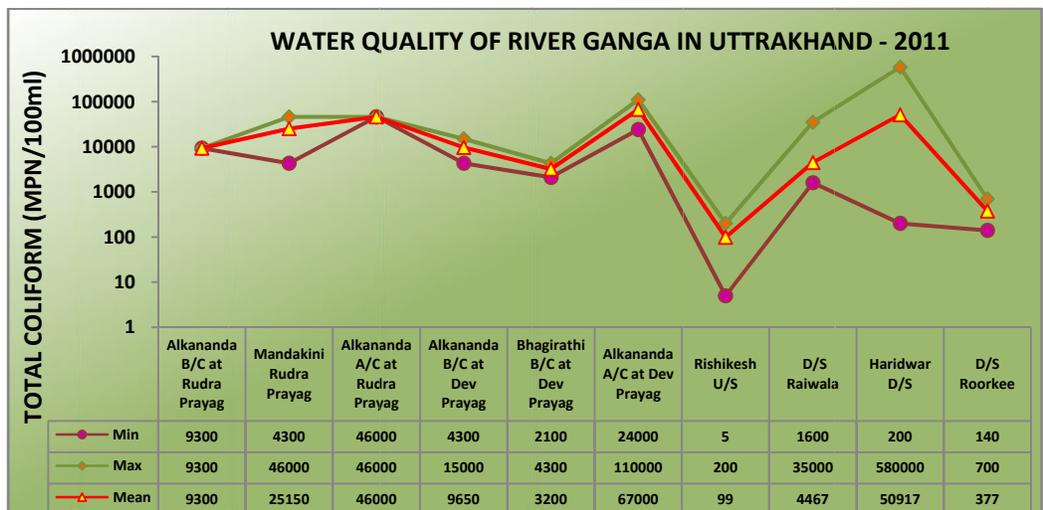 WATER QUALITY OF RIVER GANGA IN UTTRAKHAND - 2011
TOTAL COLIFORM (MPN/100ml)
1000000
100000
10000
1000
100
10
1
Alkananda B/C at Rudra Prayag
Mandakini Rudra Prayag
Alkananda A/C at Rudra Prayag
Alkananda B/C at Dev Prayag
Bhagirathi B/C at Dev Prayag
Alkananda A/C at Dev Prayag
Rishikesh U/S
D/S Raiwala
Haridwar D/S
D/S Roorkee
Min 9300 4300 46000 4300 2100 24000 5 1600 200 140
Max 9300 46000 46000 15000 4300 110000 200 35000 580000 700
Mean 9300 25150 46000 9650 3200 67000 99 4467 50917 377